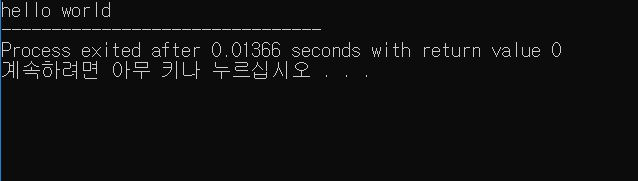 hello world
--------------------------------
Process exited after 0.01366 seconds with return value 0
계속하려면 아무 키나 누르십시오 . . .